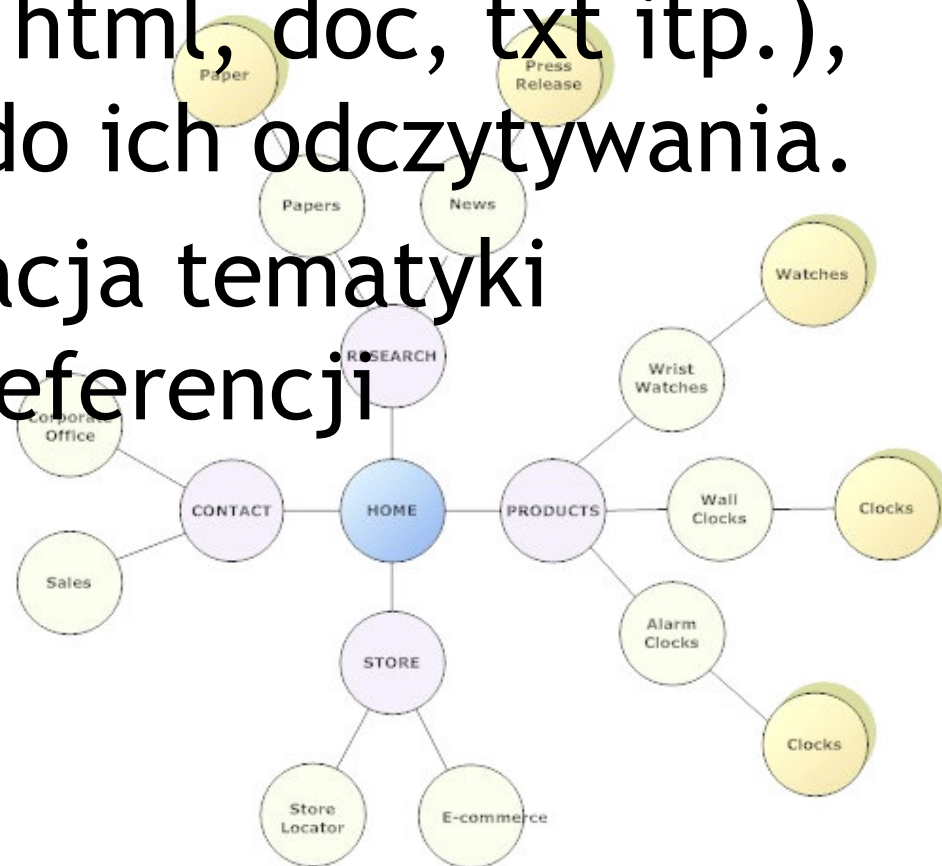 html, doc, txt itp.),
do ich odczytywania.
acja tematyki
eferencji
Paper
Press
Release
Papers
News
Watches
RESEARCH
Wrist
Watches
Corporate
Office
CONTACT
HOME
PRODUCTS
Wall
Clocks
Clocks
Sales
Alarm
Clocks
STORE
Clocks
Store
Locator
E-commerce